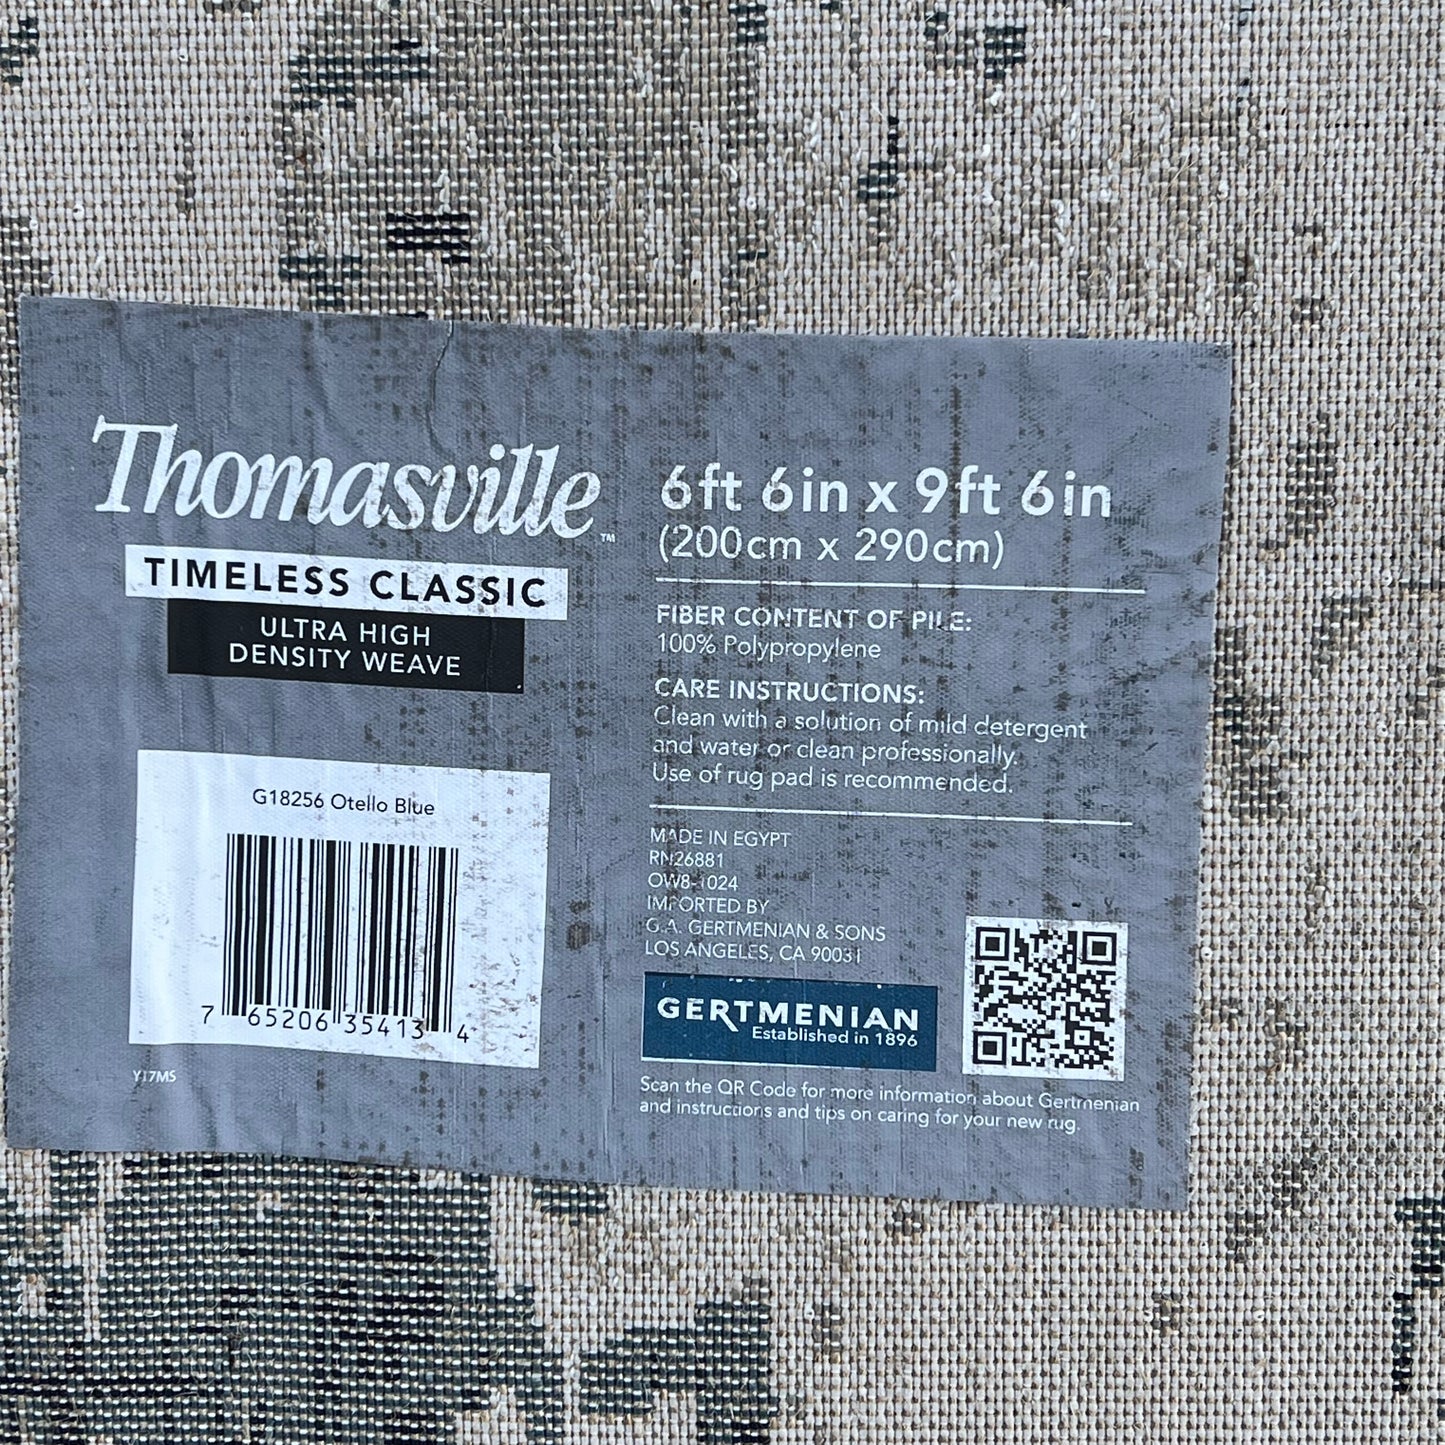 Thomasville™
TIMELESS CLASSIC
ULTRA HIGH
DENSITY WEAVE
G18256 Otello Blue
7 65206 35413 4
Y17M5
6ft 6in x 9ft 6in
(200cm x 290cm)
FIBER CONTENT OF PILE:
100% Polypropylene
CARE INSTRUCTIONS:
Clean with a solution of mild detergent
and water or clean professionally.
Use of rug pad is recommended.
MADE IN EGYPT
RN26881
OW8-1024
IMPORTED BY
G.A. GERTMENIAN & SONS
LOS ANGELES, CA 90031
GERTMENIAN
Established in 1896
Scan the QR Code for more information about Gertmenian
and instructions and tips on caring for your new rug.